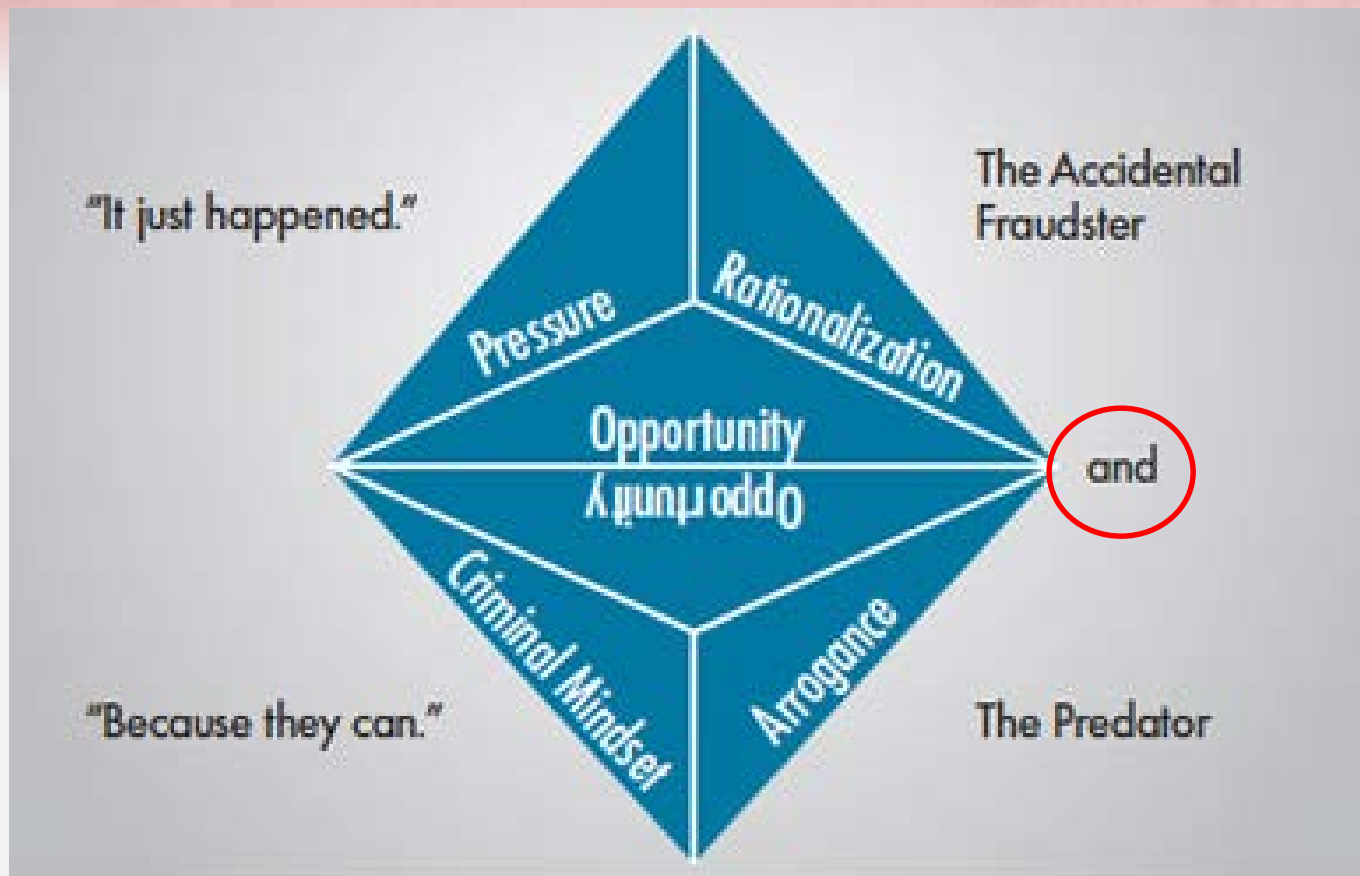 "It just happened."
The Accidental
Fraudster
Pressure
Rationalization
Opportunity
and
Opportunity
Criminal Mindset
Arrogance
"Because they can."
The Predator